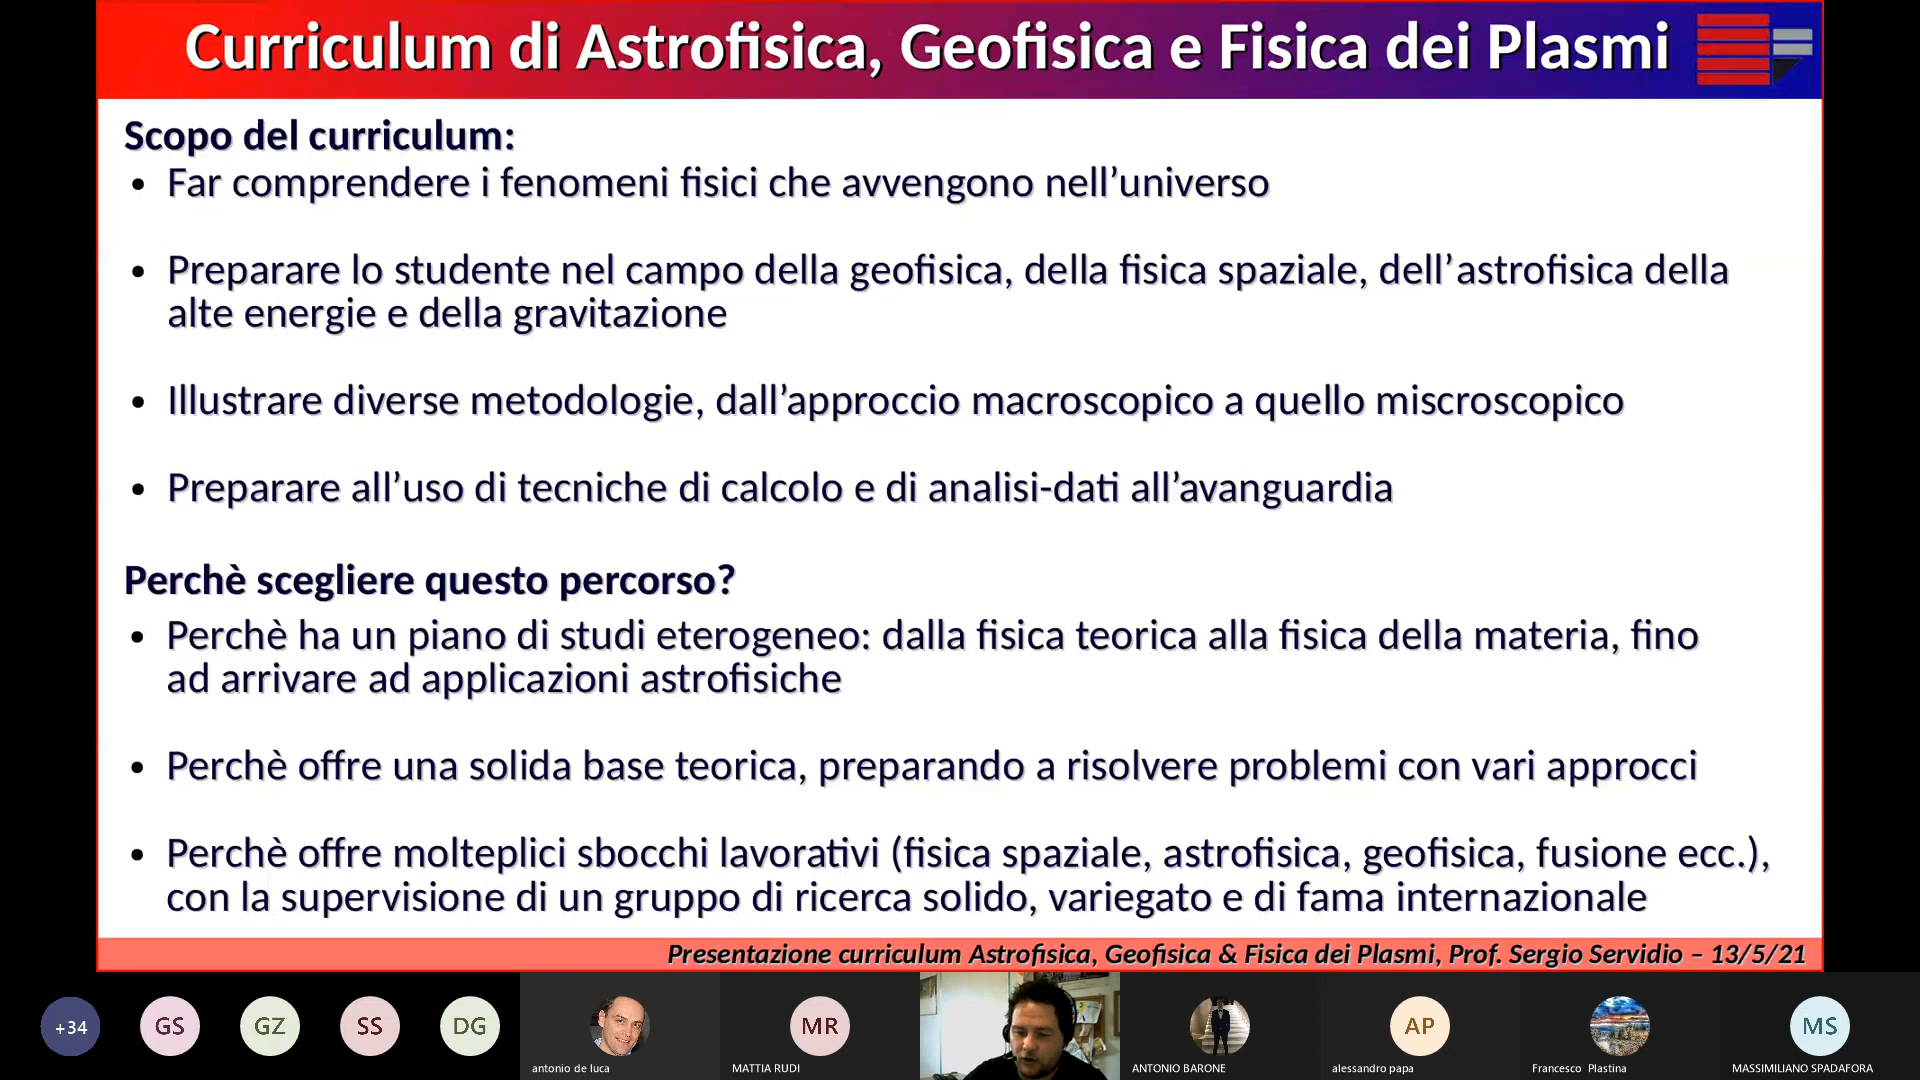 Curriculum di Astrofisica, Geofisica e Fisica dei Plasmi
Scopo del curriculum:
• Far comprendere i fenomeni fisici che avvengono nell’universo
• Preparare lo studente nel campo della geofisica, della fisica spaziale, dell’astrofisica della
alte energie e della gravitazione
• Illustrare diverse metodologie, dall’approccio macroscopico a quello miscroscopico
• Preparare all’uso di tecniche di calcolo e di analisi-dati all’avanguardia
Perchè scegliere questo percorso?
• Perchè ha un piano di studi eterogeneo: dalla fisica teorica alla fisica della materia, fino
ad arrivare ad applicazioni astrofisiche
• Perchè offre una solida base teorica, preparando a risolvere problemi con vari approcci
• Perchè offre molteplici sbocchi lavorativi (fisica spaziale, astrofisica, geofisica, fusione ecc.),
con la supervisione di un gruppo di ricerca solido, variegato e di fama internazionale
Presentazione curriculum Astrofisica, Geofisica & Fisica dei Plasmi, Prof. Sergio Servidio – 13/5/21
+34
GS
GZ
SS
DG
antonio de luca
MR
MATTIA RUDI
ANTONIO BARONE
AP
alessandro papa
Francesco Plastina
MS
MASSIMILIANO SPADAFORA